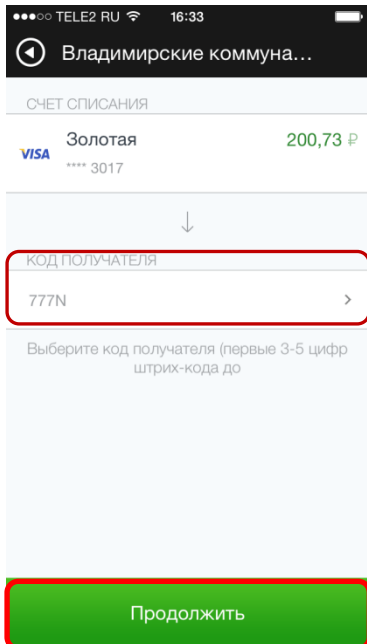 TELE2 RU 16:33
Владимирские коммуна...
СЧЕТ СПИСАНИЯ
Золотая 200,73 ₽
VISA
**** 3017
КОД ПОЛУЧАТЕЛЯ
777N
Выберите код получателя (первые 3-5 цифр
штрих-кода до
Продолжить